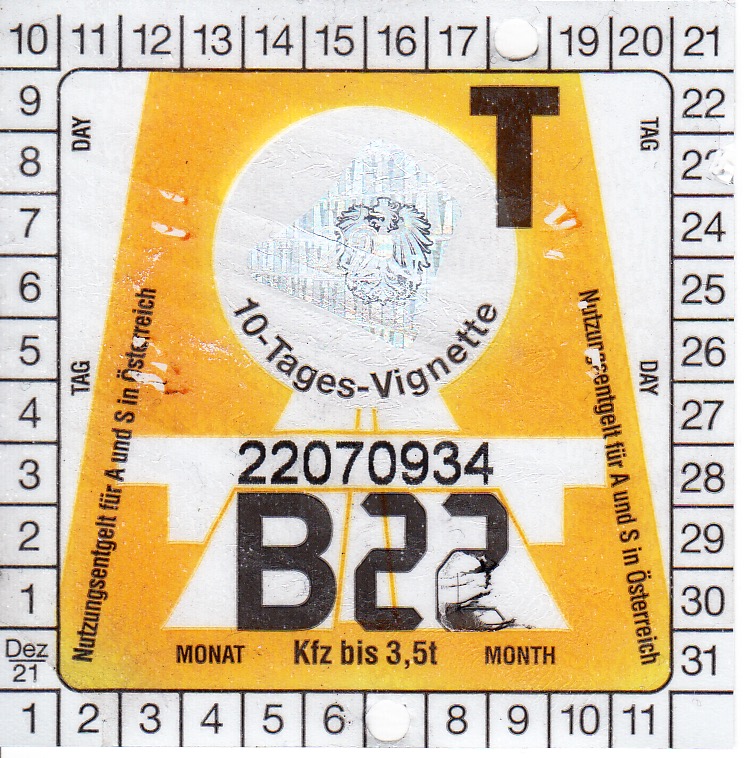 10 11 12 13 14 15 16 17 19 20 21
9
8
7
6
5
4
3
2
1
Dez
21
DAY
TAG
Nutzungsentgelt für A und S in Österreich
T
10-Tages-Vignette
22070934
B22
MONAT Kfz bis 3,5t MONTH
TAG
DAY
Nutzungsentgelt für A und S in Österreich
22
24
25
26
27
28
29
30
31
1 2 3 4 5 6 8 9 10 11